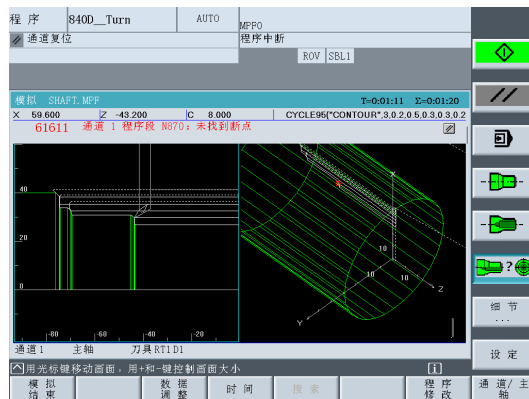 程 序 840D__Turn AUTO MPF0
通道复位 程序中断
ROV SBL1
模拟 SHAFT.MPF T=0:01:11 Σ=0:01:20
X 59.600 Z -43.200 C 8.000 CYCLE95("CONTOUR",3,0.2,0.5,0.3,0.3,0.2
61611 通道 1 程序段 N870：未找到断点
40
20
0
-80 -60 -40 -20
X
10
10 10
Z
Y
?
细 节
...
通道1 主轴 刀具RT1D1
设 定
用光标键移动画面，用+和-键控制画面大小 i
模 拟 结 束
数 据 调 整
时 间
搜 索
程 序 修 改
通 道/ 主 轴